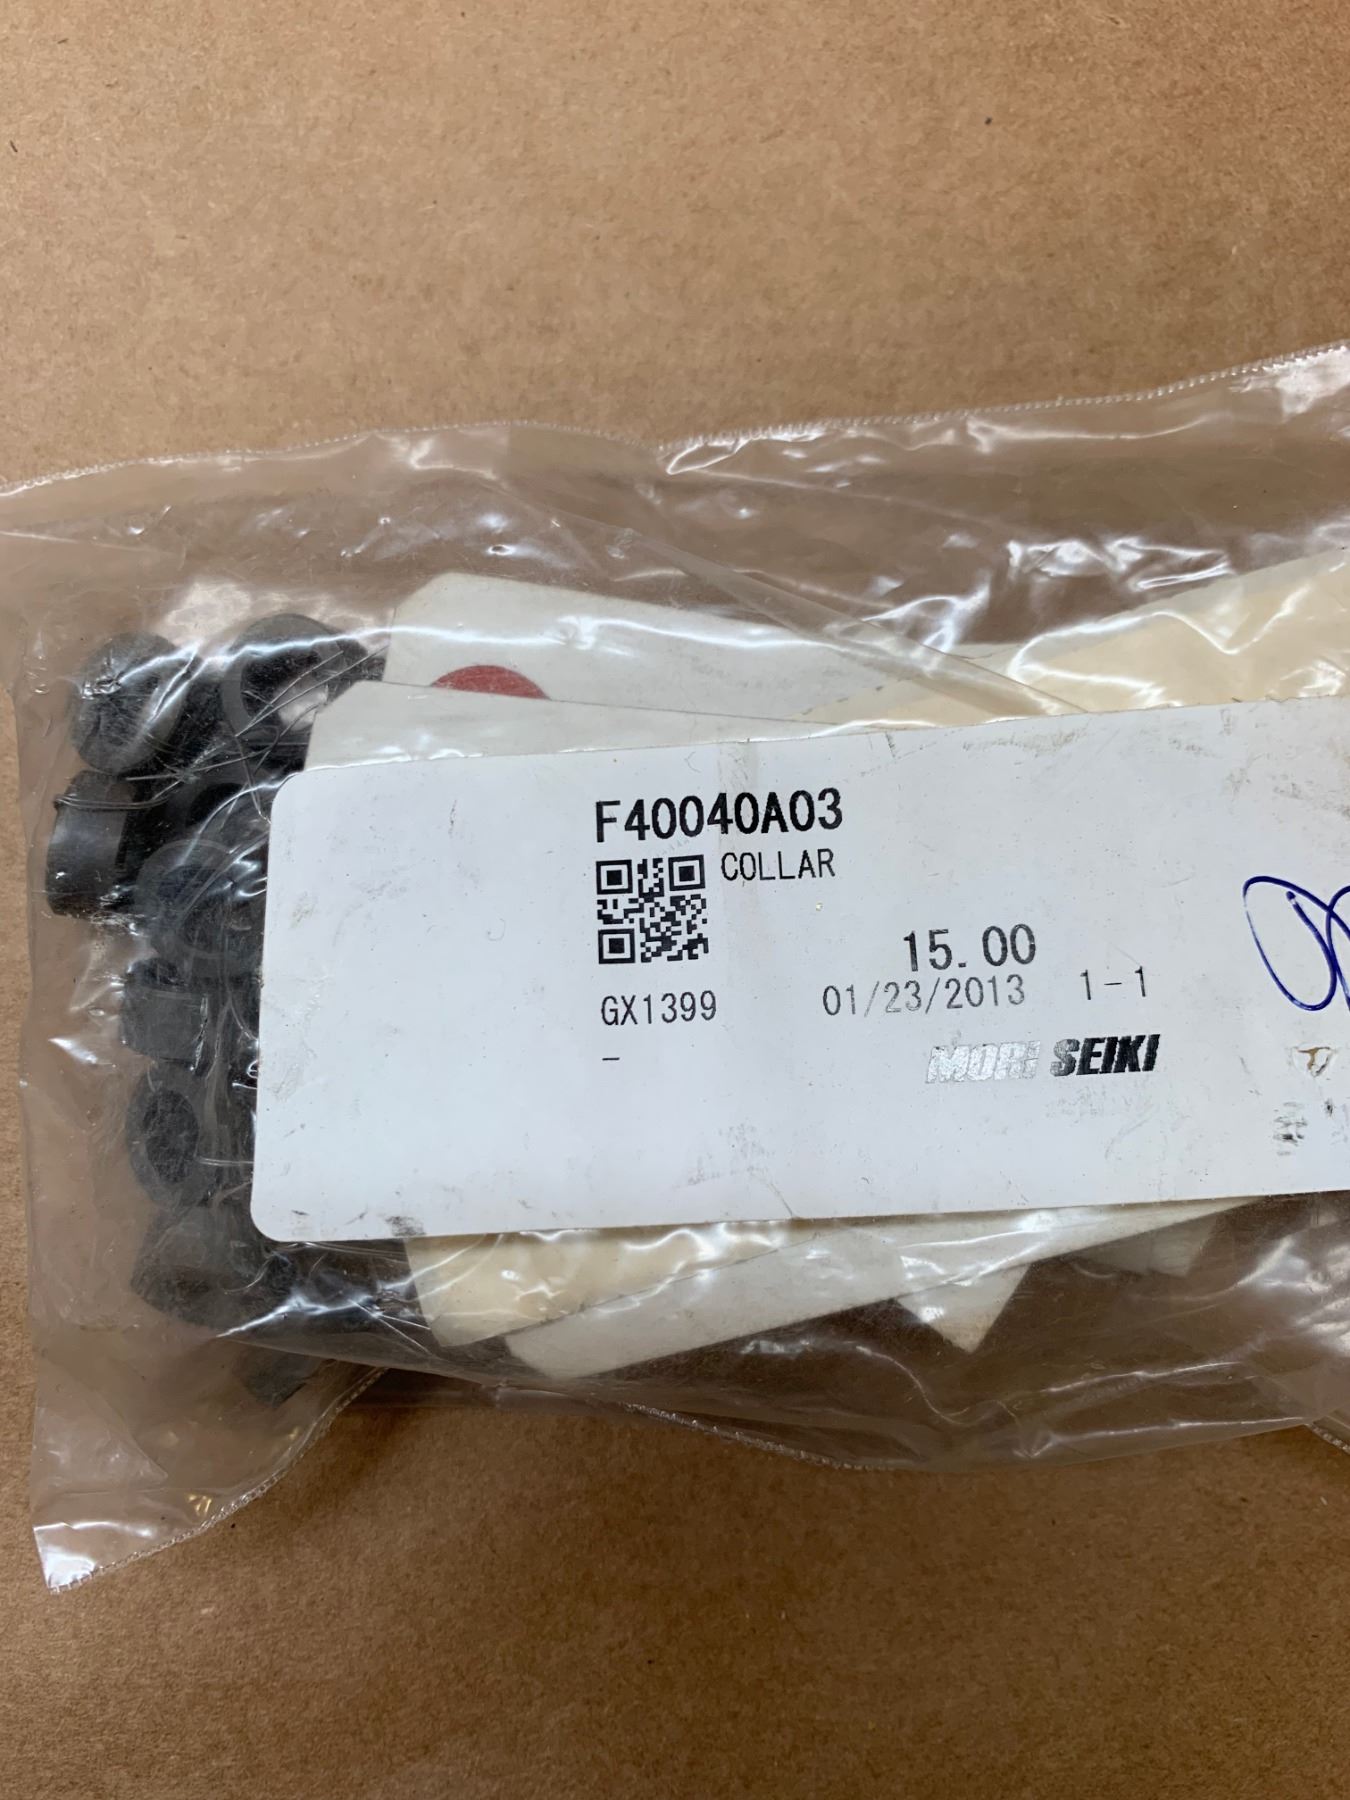 F40040A03
COLLAR
15.00
GX1399 01/23/2013 1-1
-
MORI SEIKI